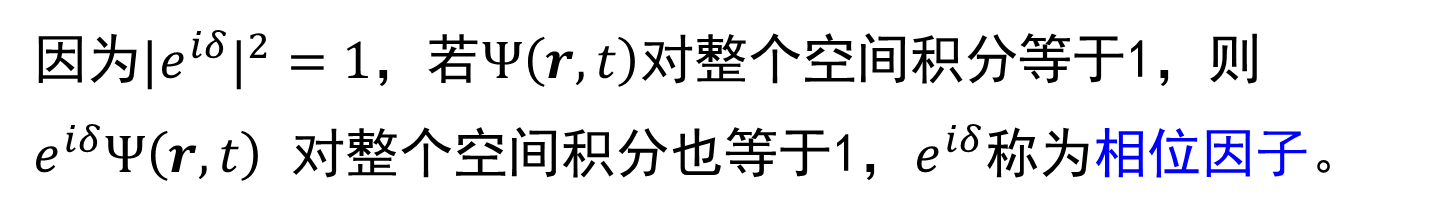 因为|e^{iδ}|² = 1，若Ψ(r, t)对整个空间积分等于1，则
e^{iδ}Ψ(r, t) 对整个空间积分也等于1，e^{iδ}称为相位因子。